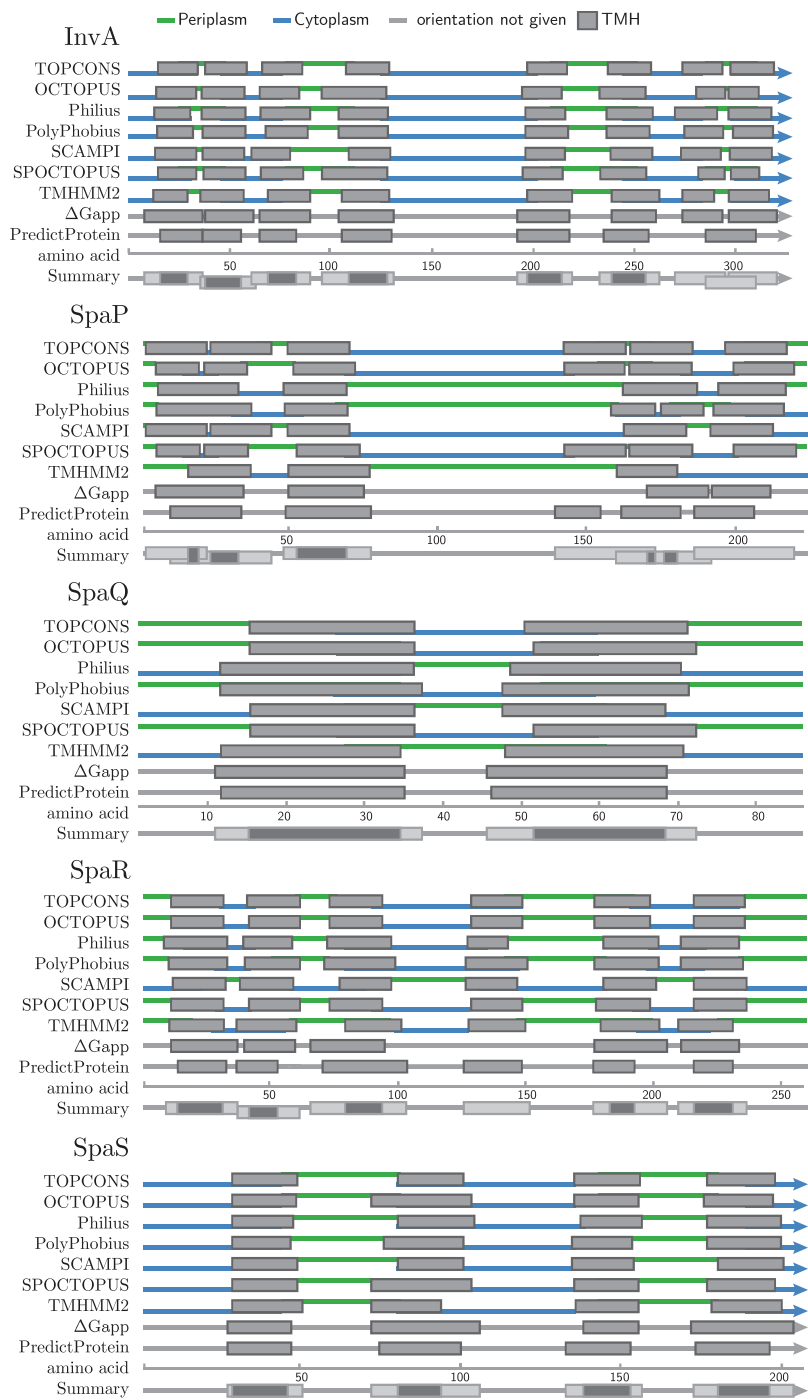 Periplasm Cytoplasm orientation not given TMH
InvA
TOPCONS
OCTOPUS
Philius
PolyPhobius
SCAMPI
SPOCTOPUS
TMHMM2
ΔGapp
PredictProtein
amino acid 50 100 150 200 250 300
Summary
SpaP
TOPCONS
OCTOPUS
Philius
PolyPhobius
SCAMPI
SPOCTOPUS
TMHMM2
ΔGapp
PredictProtein
amino acid 50 100 150 200
Summary
SpaQ
TOPCONS
OCTOPUS
Philius
PolyPhobius
SCAMPI
SPOCTOPUS
TMHMM2
ΔGapp
PredictProtein
amino acid 10 20 30 40 50 60 70 80
Summary
SpaR
TOPCONS
OCTOPUS
Philius
PolyPhobius
SCAMPI
SPOCTOPUS
TMHMM2
ΔGapp
PredictProtein
amino acid 50 100 150 200 250
Summary
SpaS
TOPCONS
OCTOPUS
Philius
PolyPhobius
SCAMPI
SPOCTOPUS
TMHMM2
ΔGapp
PredictProtein
amino acid 50 100 150 200
Summary